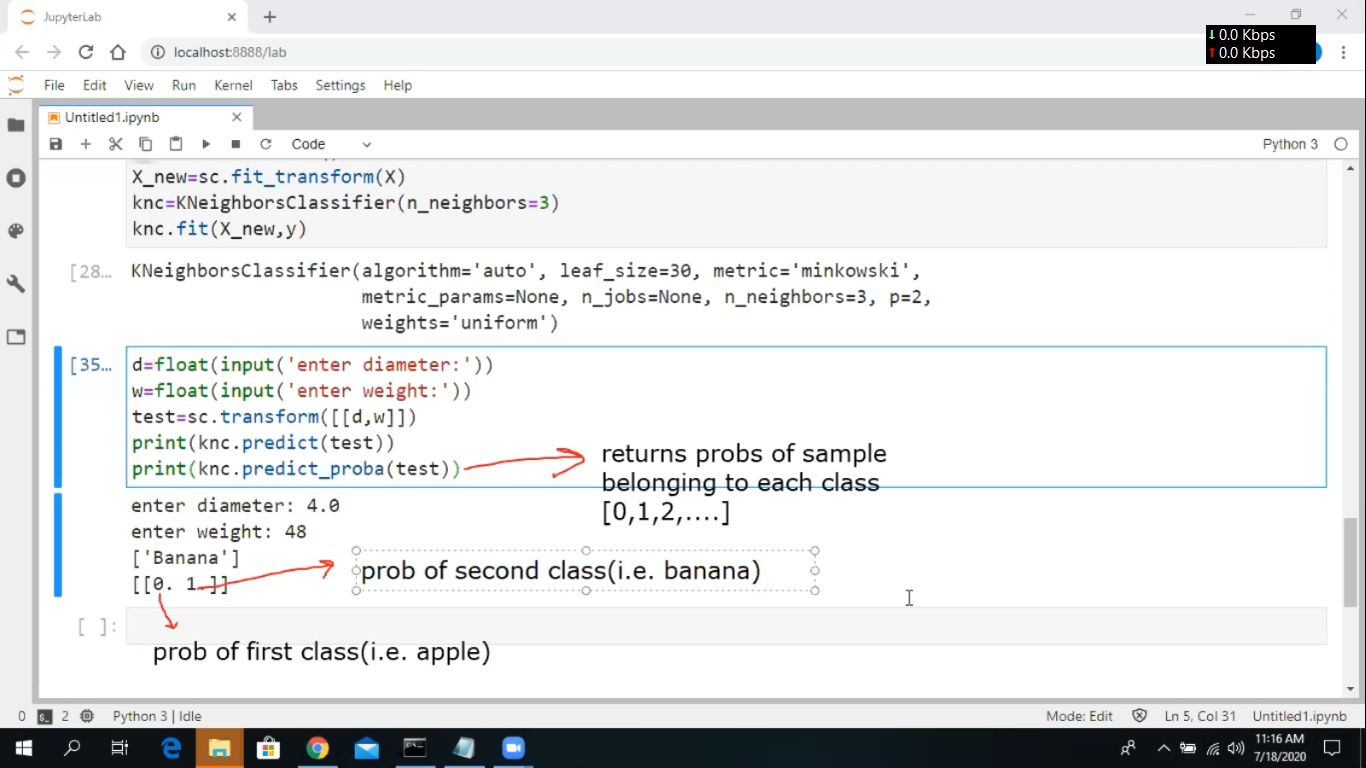 JupyterLab
localhost:8888/lab
↓ 0.0 Kbps
↑ 0.0 Kbps
File Edit View Run Kernel Tabs Settings Help
Untitled1.ipynb
Code
Python 3
X_new=sc.fit_transform(X)
knc=KNeighborsClassifier(n_neighbors=3)
knc.fit(X_new,y)
[28… KNeighborsClassifier(algorithm='auto', leaf_size=30, metric='minkowski',
metric_params=None, n_jobs=None, n_neighbors=3, p=2,
weights='uniform')
[35… d=float(input('enter diameter:'))
w=float(input('enter weight:'))
test=sc.transform([[d,w]])
print(knc.predict(test))
print(knc.predict_proba(test))
returns probs of sample
belonging to each class
[0,1,2,....]
enter diameter: 4.0
enter weight: 48
['Banana']
[[0. 1.]]
prob of second class(i.e. banana)
[ ]:
prob of first class(i.e. apple)
0 2 Python 3 | Idle
Mode: Edit Ln 5, Col 31 Untitled1.ipynb
11:16 AM
7/18/2020